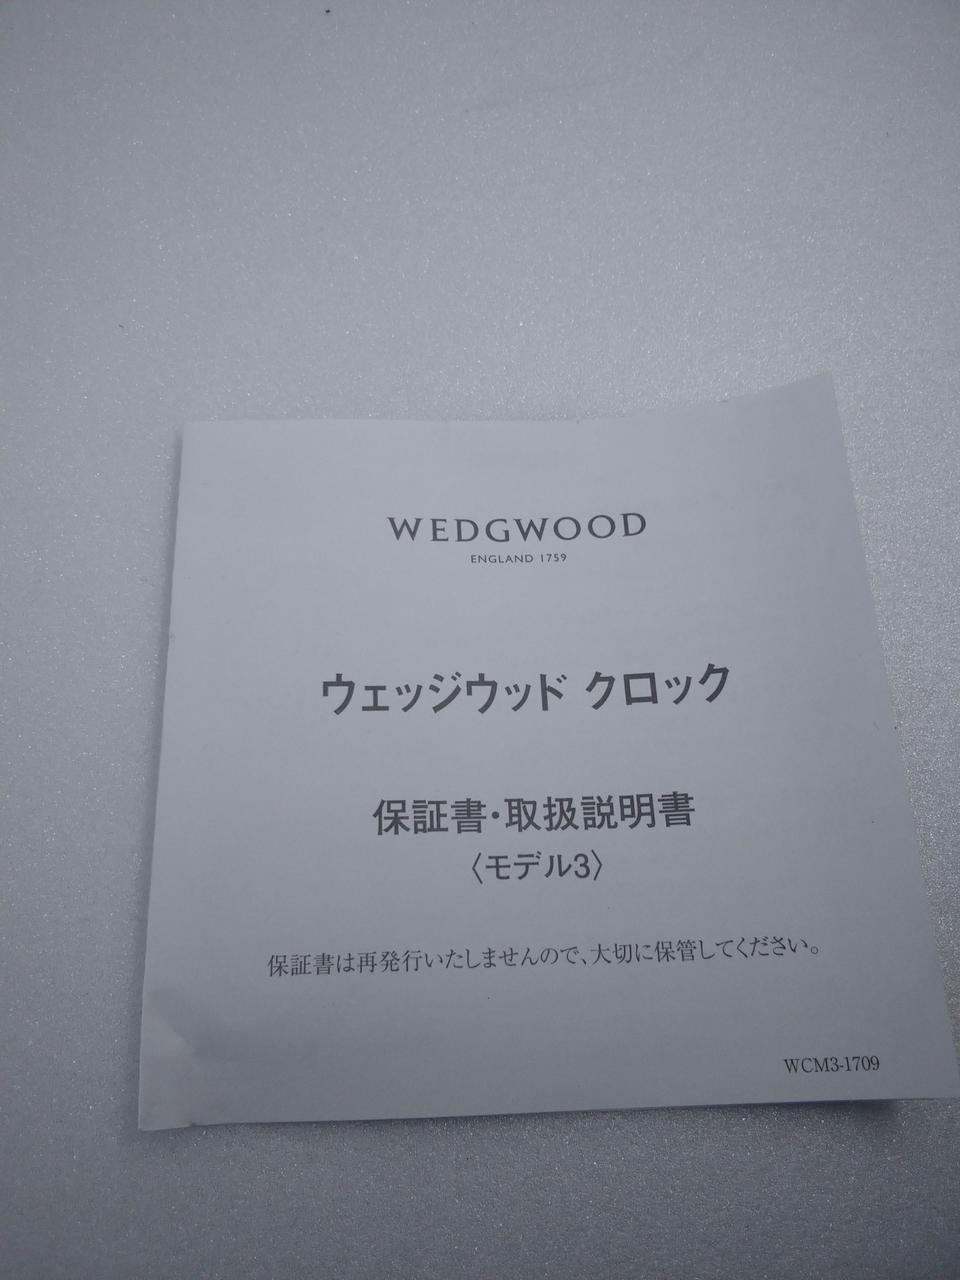 WEDGWOOD
ENGLAND 1759
ウェッジウッド クロック
保証書・取扱説明書
〈モデル3〉
保証書は再発行いたしませんので、大切に保管してください。
WCM3-1709